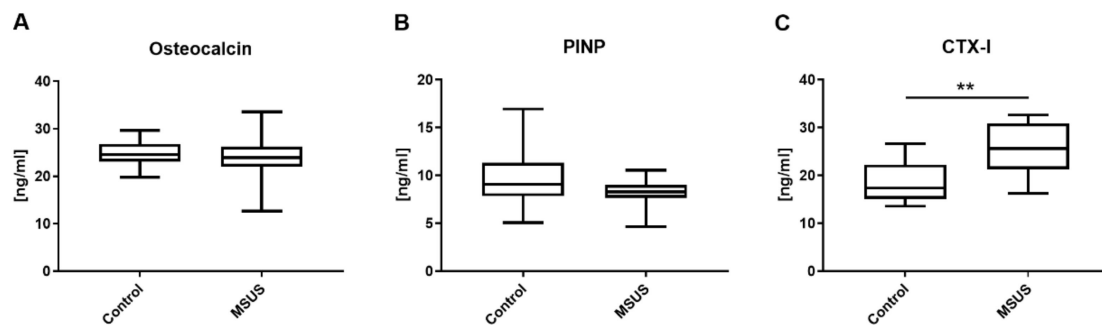 A
Osteocalcin
[ng/ml]
40
30
20
10
0
Control
MSUS
B
PINP
[ng/ml]
20
15
10
5
0
Control
MSUS
C
CTX-I
**
[ng/ml]
40
30
20
10
0
Control
MSUS